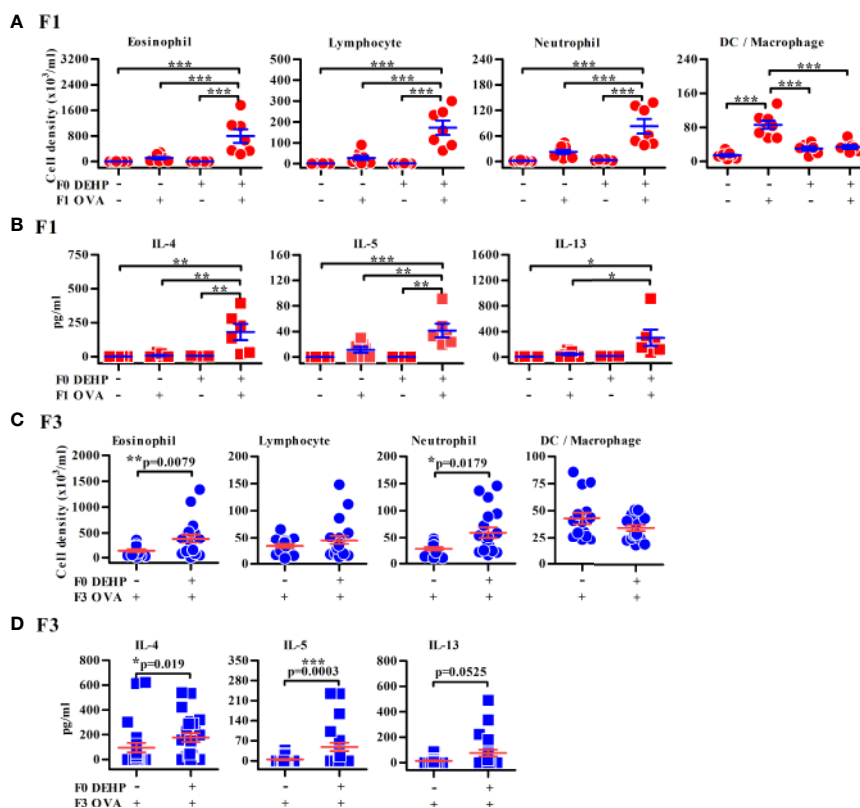 A F1
Eosinophil Lymphocyte Neutrophil DC / Macrophage
Cell density (x10³/ml)
3200 2400 1600 800 0
*** *** ***
500 400 300 200 100 0
*** *** ***
240 180 120 60 0
*** *** ***
240 160 80 0
*** *** ***
F0 DEHP - - + + - - + + - - + + - - + +
F1 OVA - + - + - + - + - + - + - + - +
B F1
IL-4 IL-5 IL-13
pg/ml
750 500 250 0
** ** **
160 120 80 40 0
*** ** **
1600 1200 800 400 0
* *
F0 DEHP - - + + - - + + - - + +
F1 OVA - + - + - + - + - + - +
C F3
Eosinophil Lymphocyte Neutrophil DC / Macrophage
Cell density (x10³/ml)
2000 1500 1000 500 0
**p=0.0079
200 150 100 50 0
200 150 100 50 0
*p=0.0179
100 75 50 25 0
F0 DEHP - + - + - + - +
F3 OVA + + + + + + + +
D F3
IL-4 IL-5 IL-13
pg/ml
800 600 400 200 0
*p=0.019
350 280 210 140 70 0
***
p=0.0003
800 600 400 200 0
p=0.0525
F0 DEHP - + - + - +
F3 OVA + + + + + +